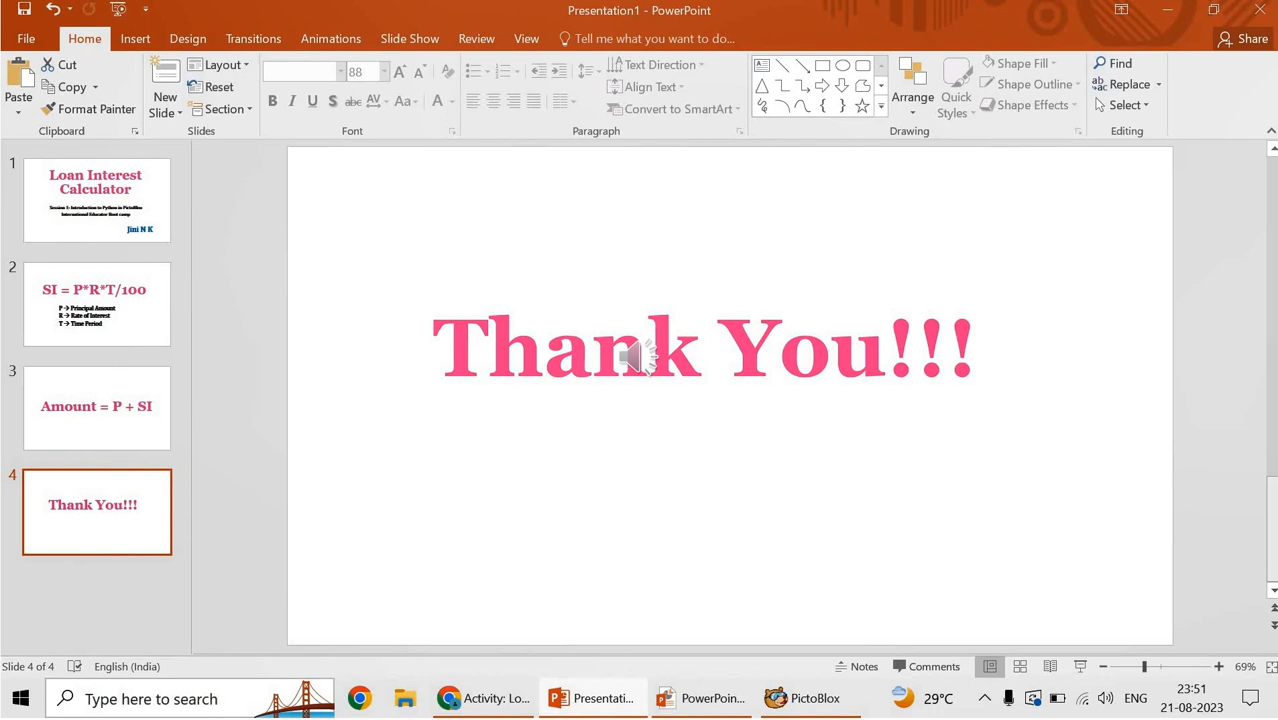 Presentation1 - PowerPoint
File Home Insert Design Transitions Animations Slide Show Review View Tell me what you want to do... Share
Paste
Cut
Copy
Format Painter
Clipboard
New
Slide
Layout
Reset
Section
Slides
88
B I U S abc AV Aa A
Font
Text Direction
Align Text
Convert to SmartArt
Paragraph
Arrange
Quick
Styles
Shape Fill
Shape Outline
Shape Effects
Drawing
Find
Replace
Select
Editing
1
Loan Interest
Calculator
Session 5: Introduction to Python in PictoBlox
International Educator Boot camp
Jini N K
2
SI = P*R*T/100
P → Principal Amount
R → Rate of Interest
T → Time Period
3
Amount = P + SI
4
Thank You!!!
Thank You!!!
Slide 4 of 4 English (India) Notes Comments 69%
Type here to search Activity: Lo... Presentati... PowerPoin... PictoBlox 29°C ENG
23:51
21-08-2023